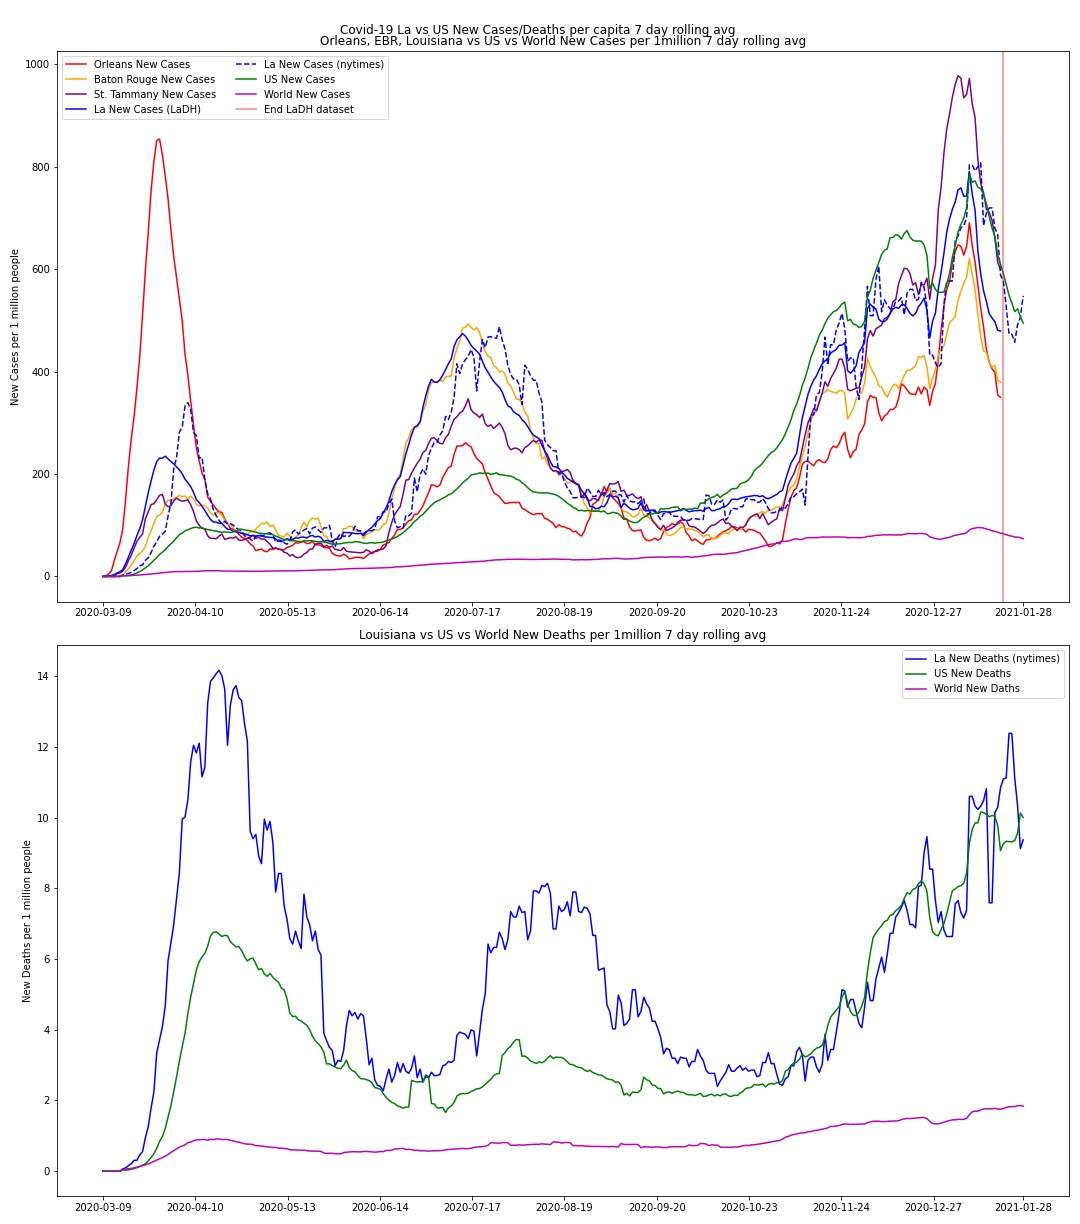 Covid-19 La vs US New Cases/Deaths per capita 7 day rolling avg
Orleans, EBR, Louisiana vs US vs World New Cases per 1million 7 day rolling avg
Orleans New Cases
Baton Rouge New Cases
St. Tammany New Cases
La New Cases (LaDH)
La New Cases (nytimes)
US New Cases
World New Cases
End LaDH dataset
New Cases per 1 million people
1000
800
600
400
200
0
2020-03-09 2020-04-10 2020-05-13 2020-06-14 2020-07-17 2020-08-19 2020-09-20 2020-10-23 2020-11-24 2020-12-27 2021-01-28
Louisiana vs US vs World New Deaths per 1million 7 day rolling avg
La New Deaths (nytimes)
US New Deaths
World New Daths
New Deaths per 1 million people
14
12
10
8
6
4
2
0
2020-03-09 2020-04-10 2020-05-13 2020-06-14 2020-07-17 2020-08-19 2020-09-20 2020-10-23 2020-11-24 2020-12-27 2021-01-28